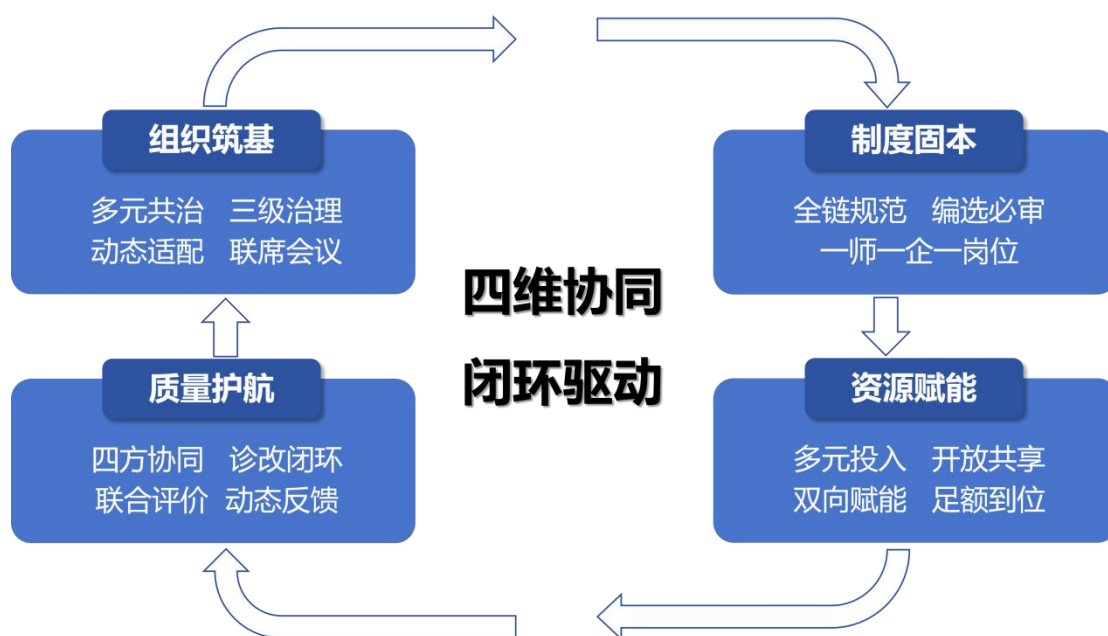 组织筑基
多元共治 三级治理
动态适配 联席会议
制度固本
全链规范 编选必审
一师一企一岗位
四维协同
闭环驱动
质量护航
四方协同 诊改闭环
联合评价 动态反馈
资源赋能
多元投入 开放共享
双向赋能 足额到位